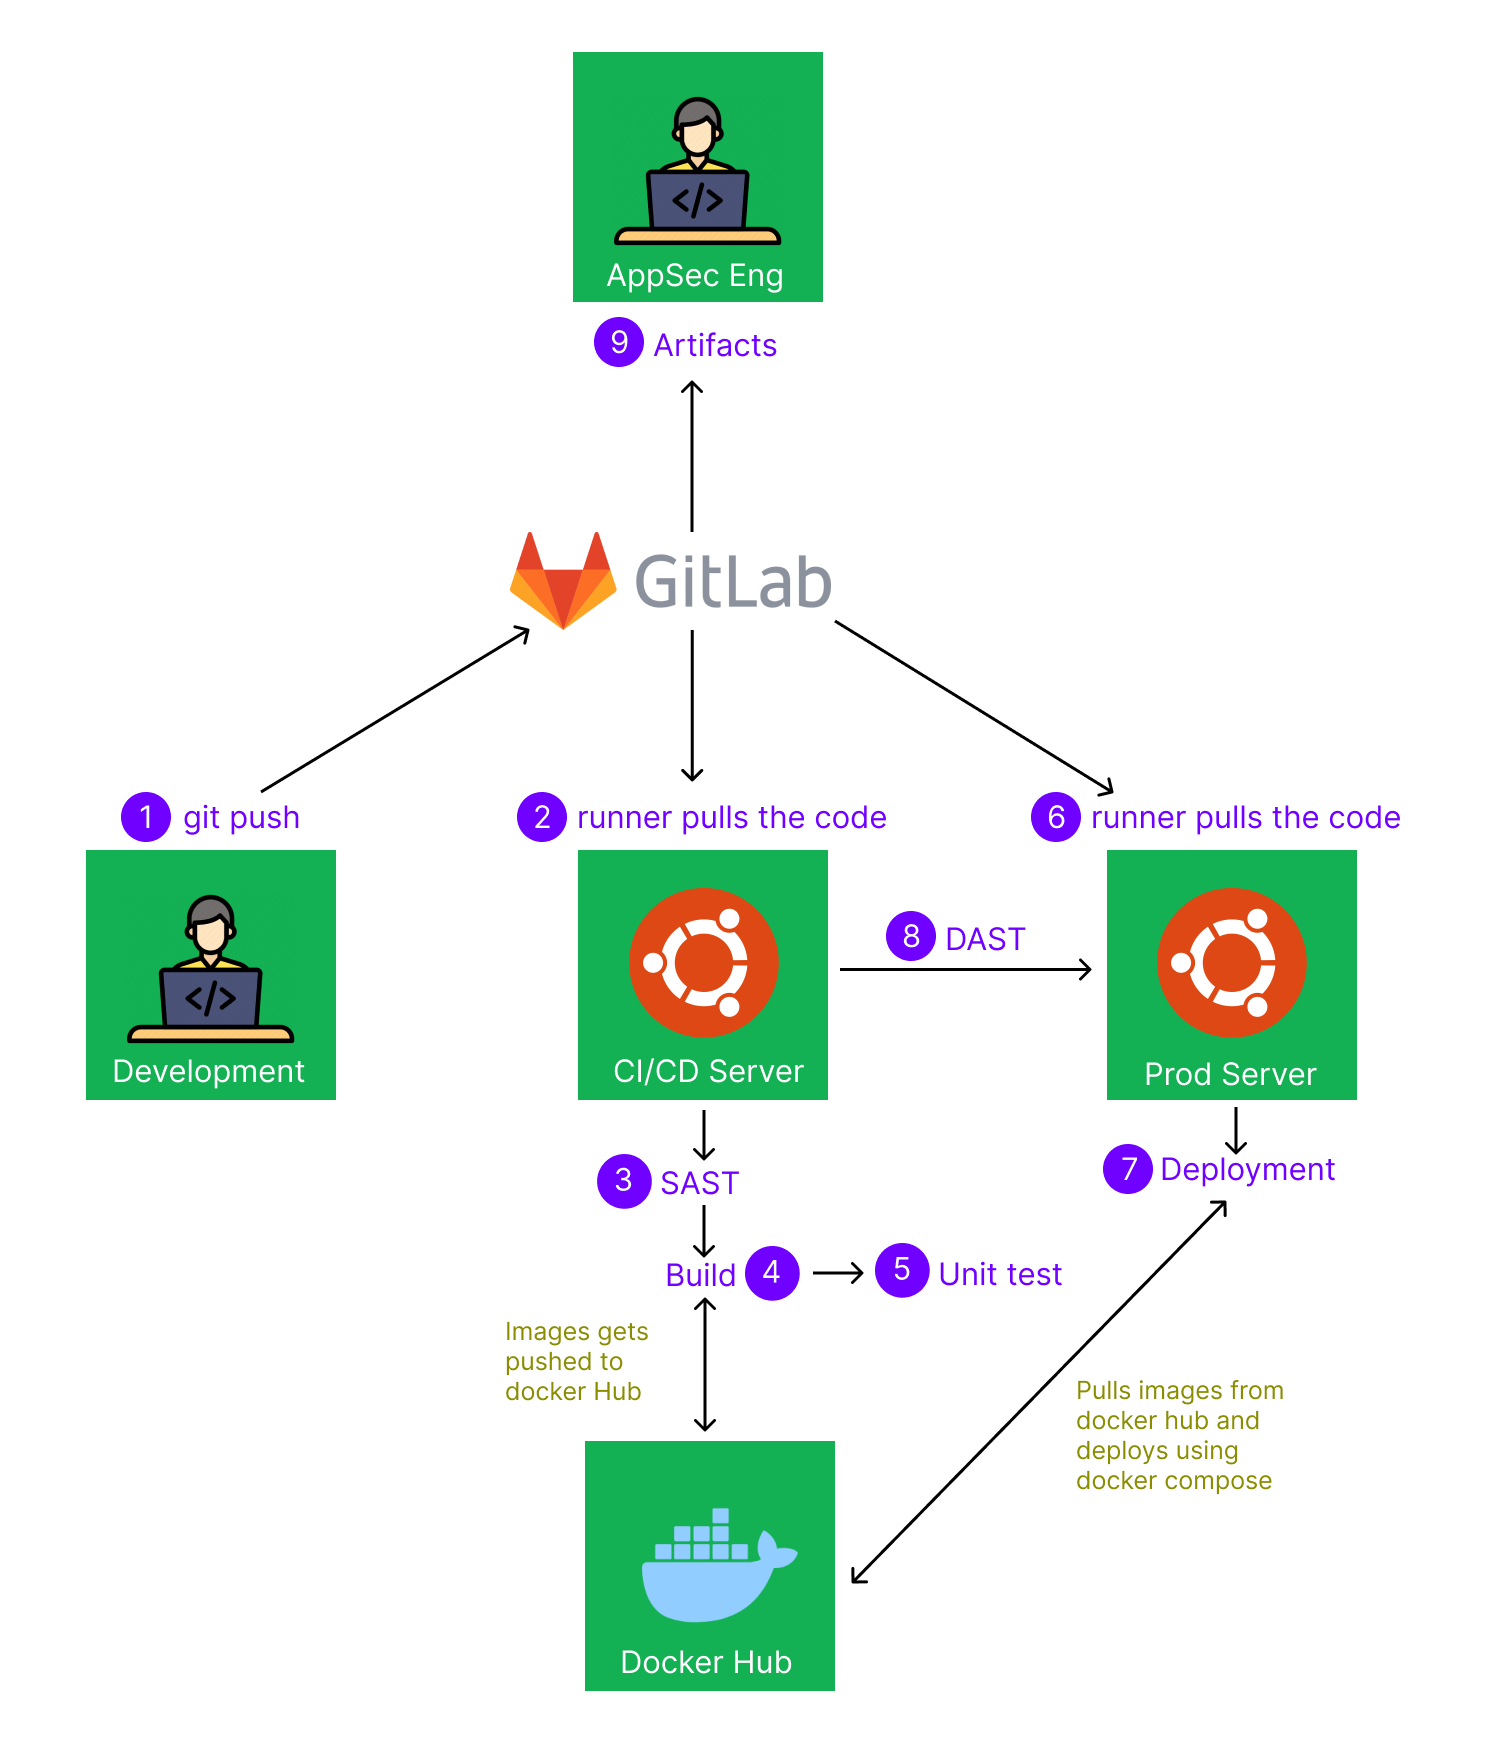 AppSec Eng
9 Artifacts
GitLab
1 git push
2 runner pulls the code
6 runner pulls the code
Development
CI/CD Server
8 DAST
Prod Server
3 SAST
7 Deployment
Build 4
5 Unit test
Images gets
pushed to
docker Hub
Pulls images from
docker hub and
deploys using
docker compose
Docker Hub